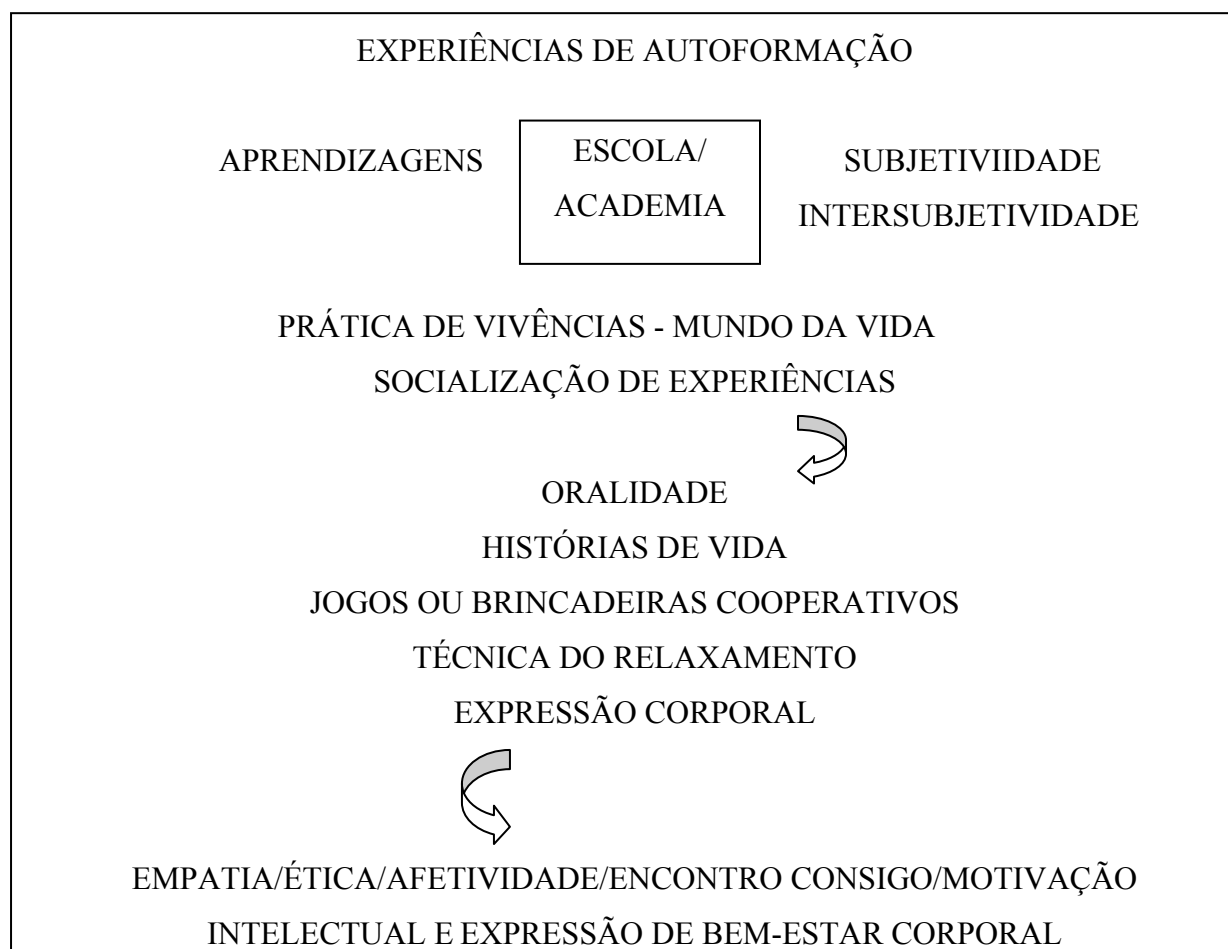 EXPERIÊNCIAS DE AUTOFORMAÇÃO
APRENDIZAGENS
ESCOLA/
ACADEMIA
SUBJETIVIIDADE
INTERSUBJETIVIDADE
PRÁTICA DE VIVÊNCIAS - MUNDO DA VIDA
SOCIALIZAÇÃO DE EXPERIÊNCIAS
ORALIDADE
HISTÓRIAS DE VIDA
JOGOS OU BRINCADEIRAS COOPERATIVOS
TÉCNICA DO RELAXAMENTO
EXPRESSÃO CORPORAL
EMPATIA/ÉTICA/AFETIVIDADE/ENCONTRO CONSIGO/MOTIVAÇÃO
INTELECTUAL E EXPRESSÃO DE BEM-ESTAR CORPORAL